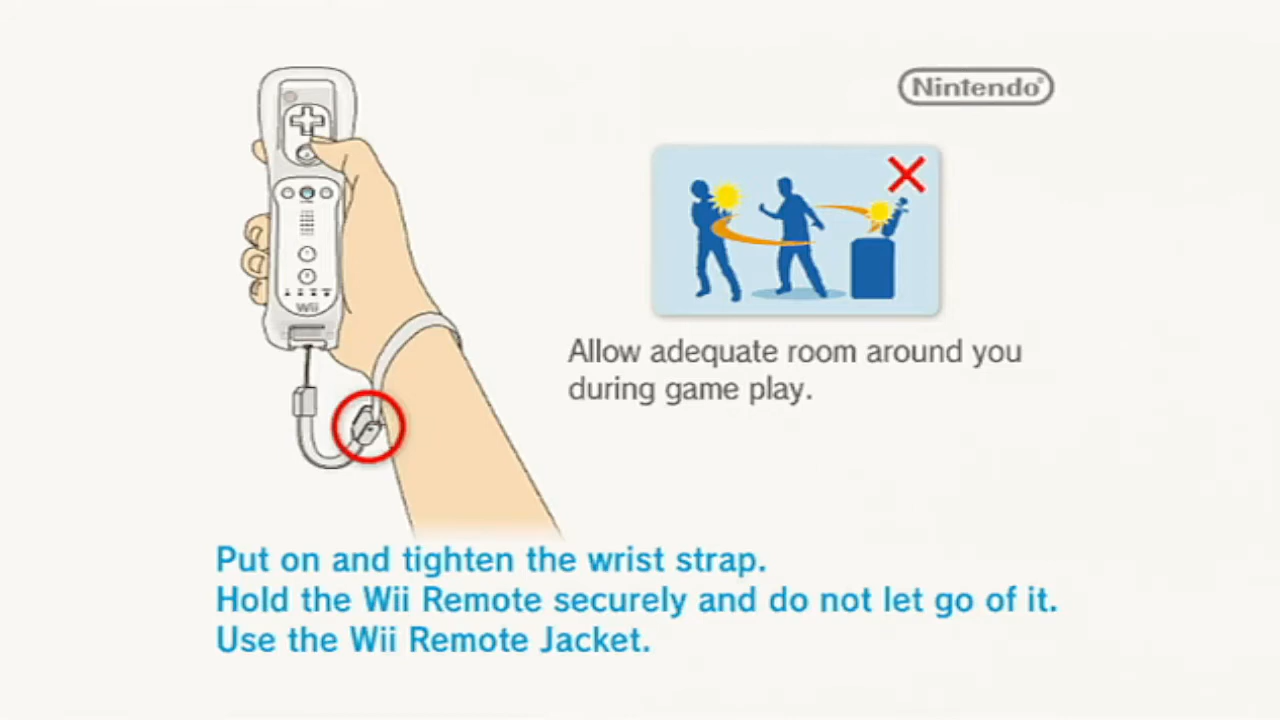 Nintendo®
Wii
Allow adequate room around you
during game play.
Put on and tighten the wrist strap.
Hold the Wii Remote securely and do not let go of it.
Use the Wii Remote Jacket.